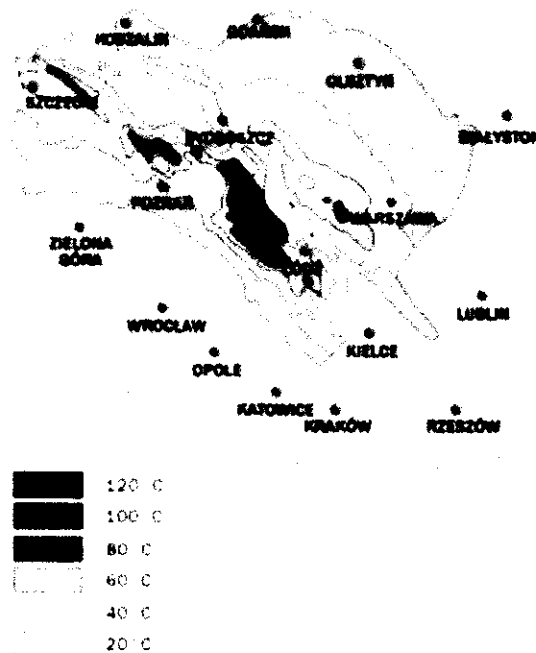 KOSZALIN
GDAŃSK
OLSZTYN
SZCZECIN
BYDGOSZCZ
BIAŁYSTOK
POZNAŃ
WARSZAWA
ZIELONA
GÓRA
ŁÓDŹ
WROCŁAW
LUBLIN
KIELCE
OPOLE
KATOWICE
KRAKÓW
RZESZÓW
120 C
100 C
80 C
60 C
40 C
20 C